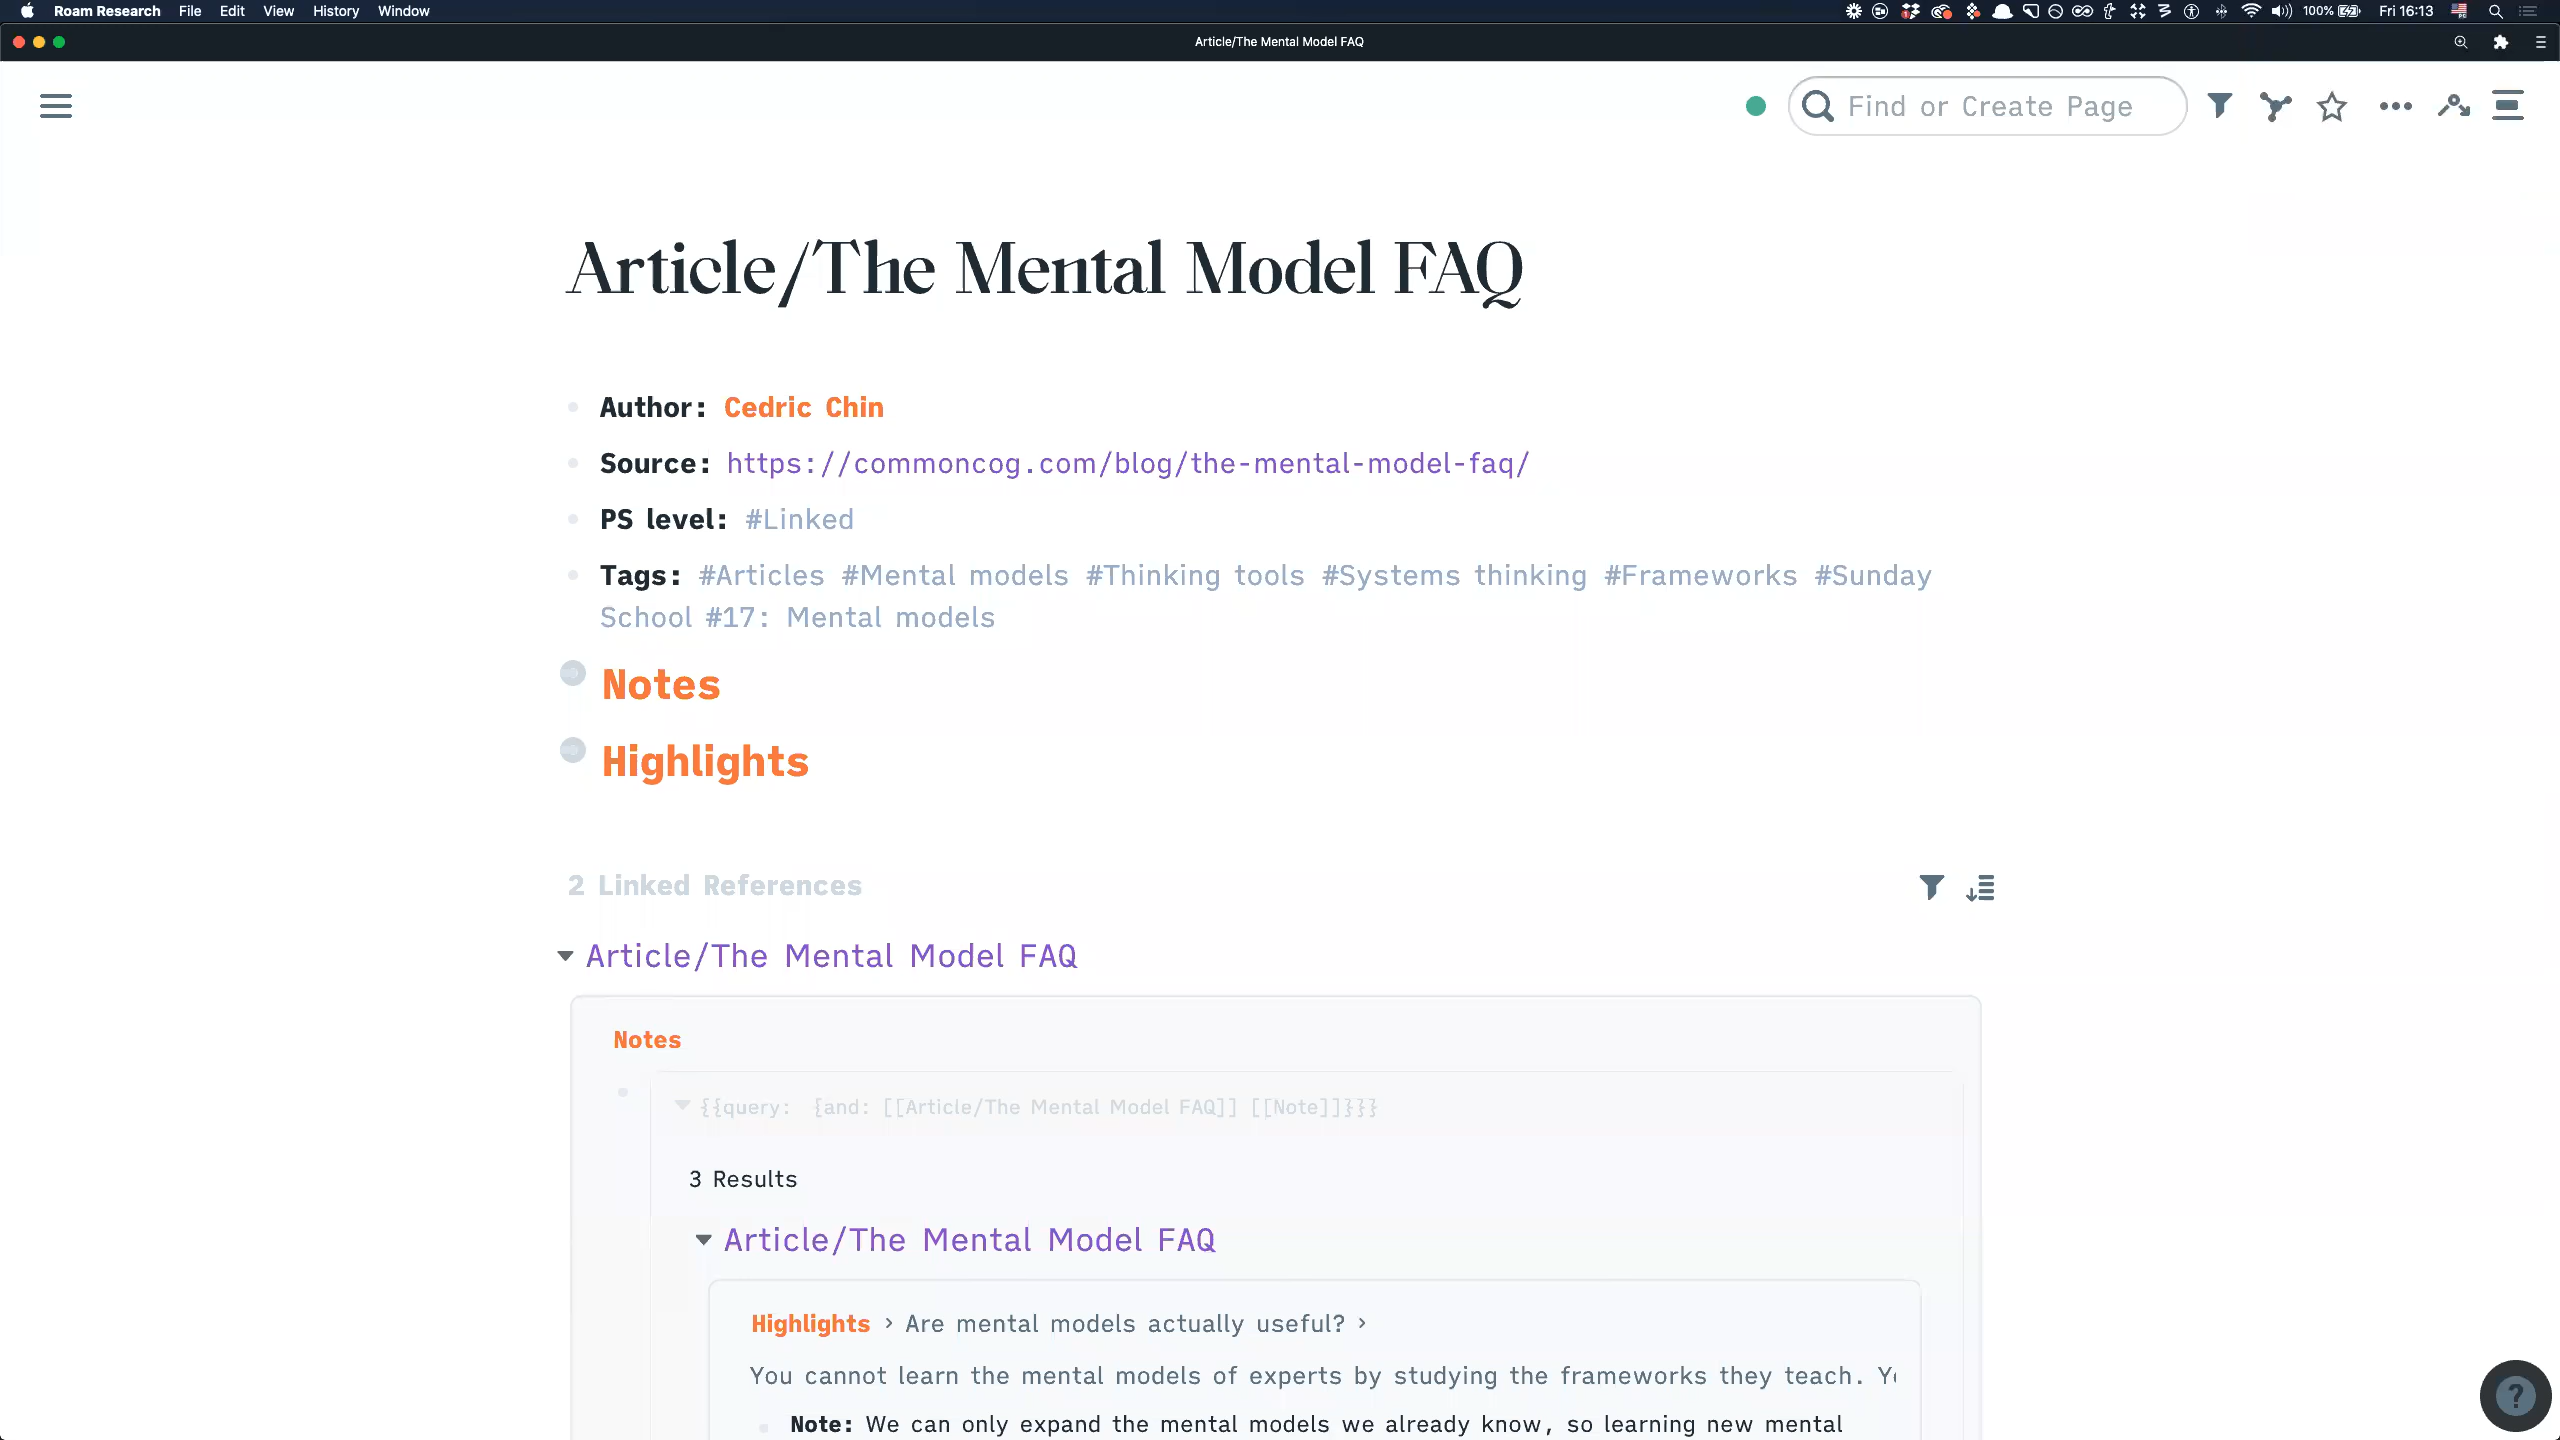 Roam Research File Edit View History Window 100% Fri 16:13
Article/The Mental Model FAQ
Find or Create Page
Article/The Mental Model FAQ
Author: Cedric Chin
Source: https://commoncog.com/blog/the-mental-model-faq/
PS level: #Linked
Tags: #Articles #Mental models #Thinking tools #Systems thinking #Frameworks #Sunday
School #17: Mental models
Notes
Highlights
2 Linked References
Article/The Mental Model FAQ
Notes
{{query: {and: [[Article/The Mental Model FAQ]] [[Note]]}}}
3 Results
Article/The Mental Model FAQ
Highlights › Are mental models actually useful? ›
You cannot learn the mental models of experts by studying the frameworks they teach.
Note: We can only expand the mental models we already know, so learning new mental
?